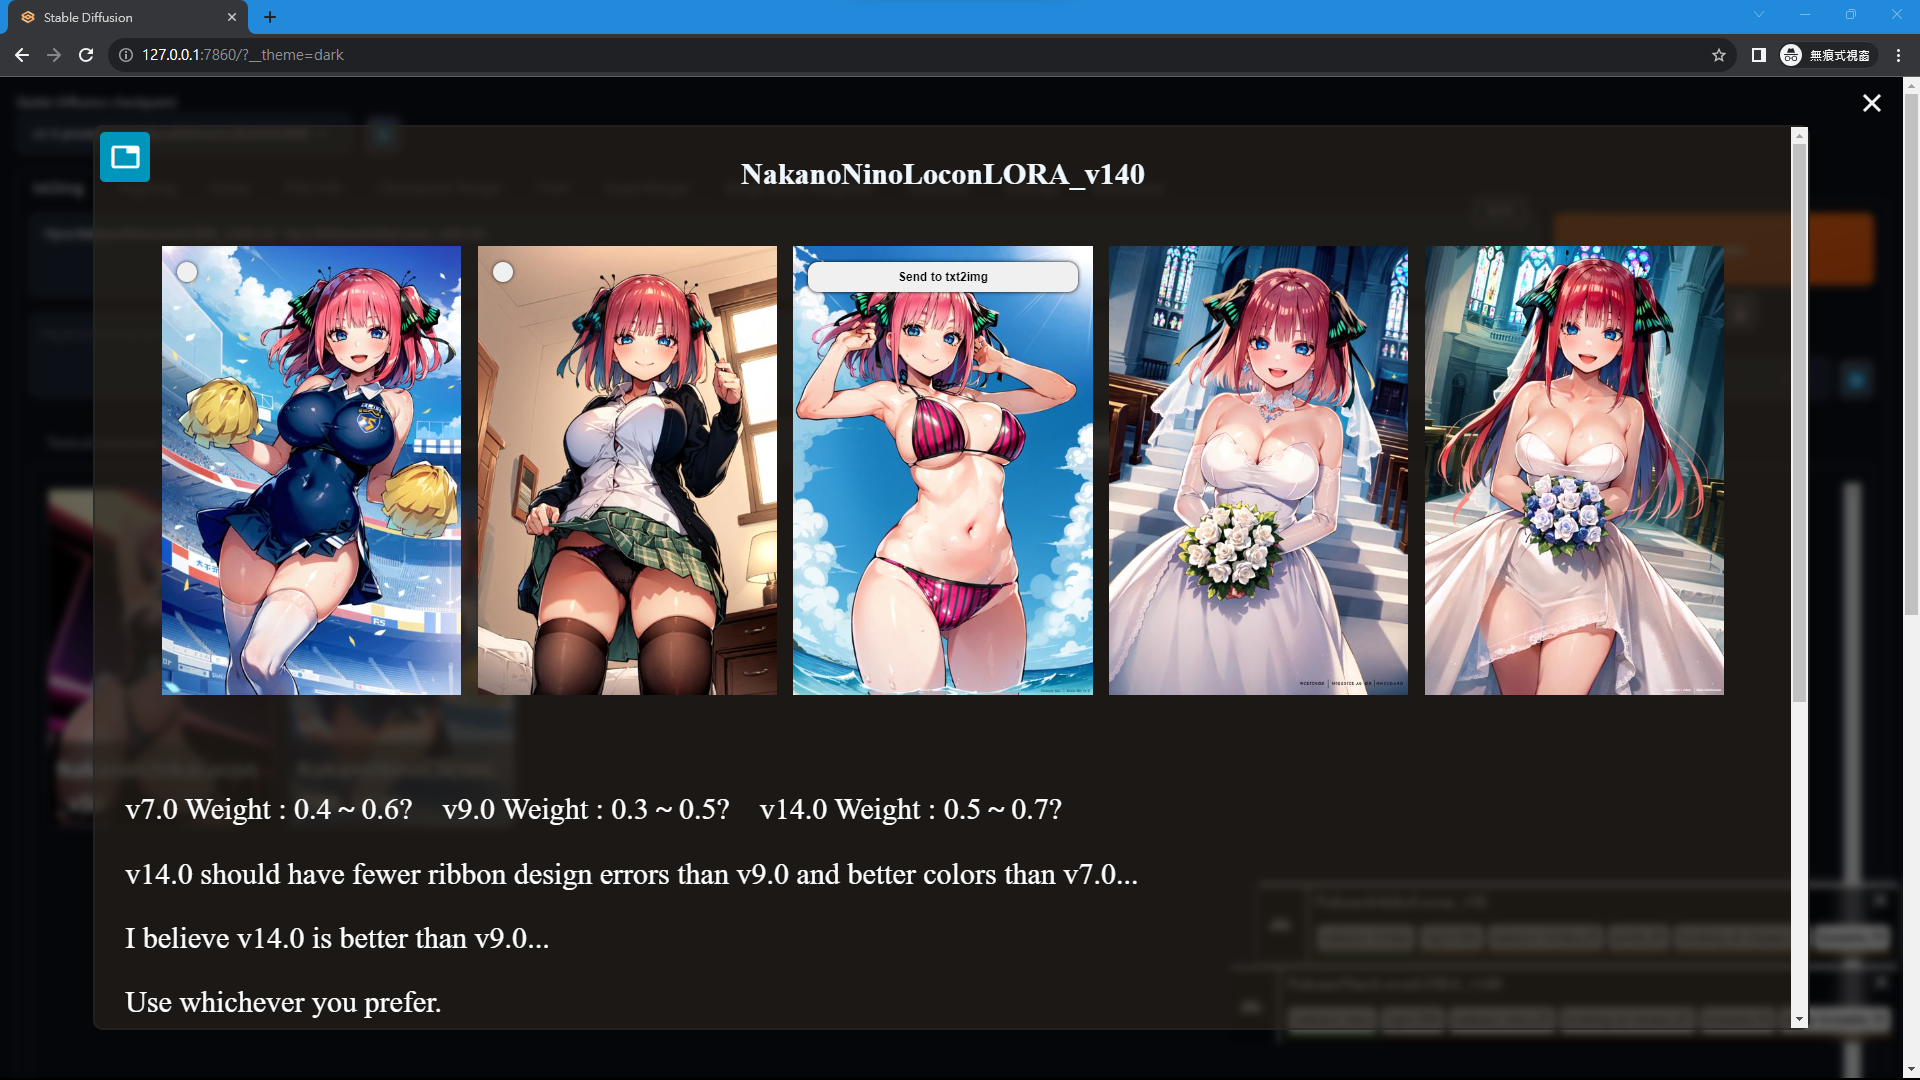 Stable Diffusion
127.0.0.1:7860/?__theme=dark
無痕式視窗
NakanoNinoLoconLORA_v140
Send to txt2img
v7.0 Weight : 0.4 ~ 0.6? v9.0 Weight : 0.3 ~ 0.5? v14.0 Weight : 0.5 ~ 0.7?
v14.0 should have fewer ribbon design errors than v9.0 and better colors than v7.0...
I believe v14.0 is better than v9.0...
Use whichever you prefer.